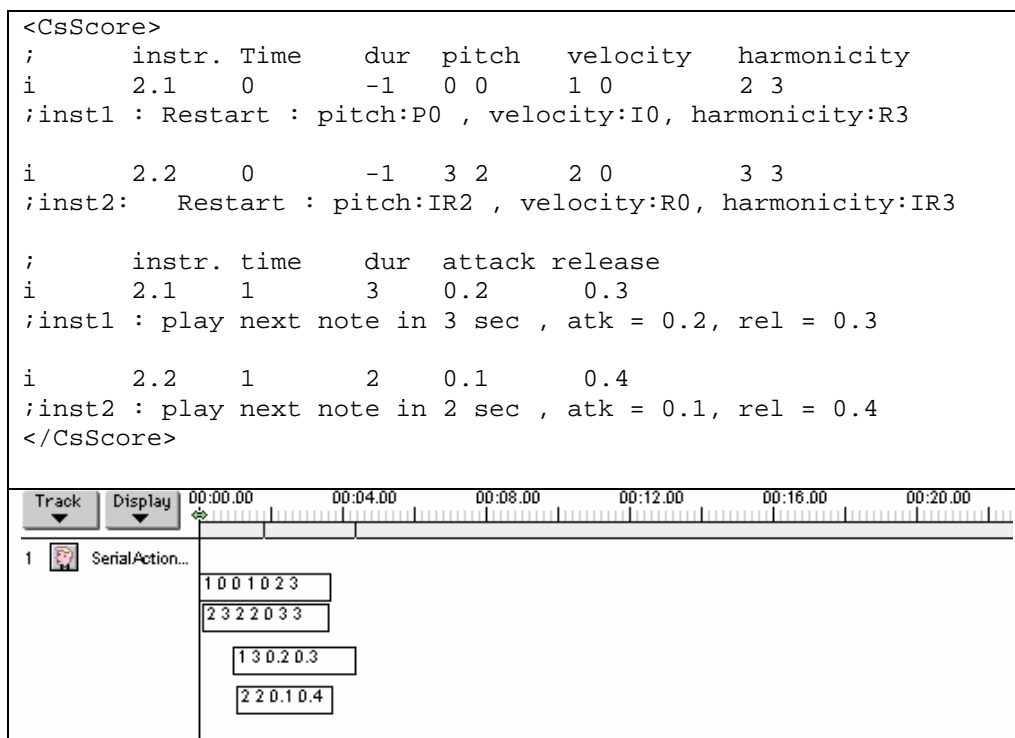 <CsScore>
; instr. Time dur pitch velocity harmonicity
i 2.1 0 -1 0 0 1 0 2 3
;inst1 : Restart : pitch:P0 , velocity:I0, harmonicity:R3
i 2.2 0 -1 3 2 2 0 3 3
;inst2: Restart : pitch:IR2 , velocity:R0, harmonicity:IR3
; instr. time dur attack release
i 2.1 1 3 0.2 0.3
;inst1 : play next note in 3 sec , atk = 0.2, rel = 0.3
i 2.2 1 2 0.1 0.4
;inst2 : play next note in 2 sec , atk = 0.1, rel = 0.4
</CsScore>
Track Display 00:00.00 00:04.00 00:08.00 00:12.00 00:16.00 00:20.00
1 SerialAction...
1 0 0 1 0 2 3
2 3 2 2 0 3 3
1 3 0.2 0.3
2 2 0.1 0.4